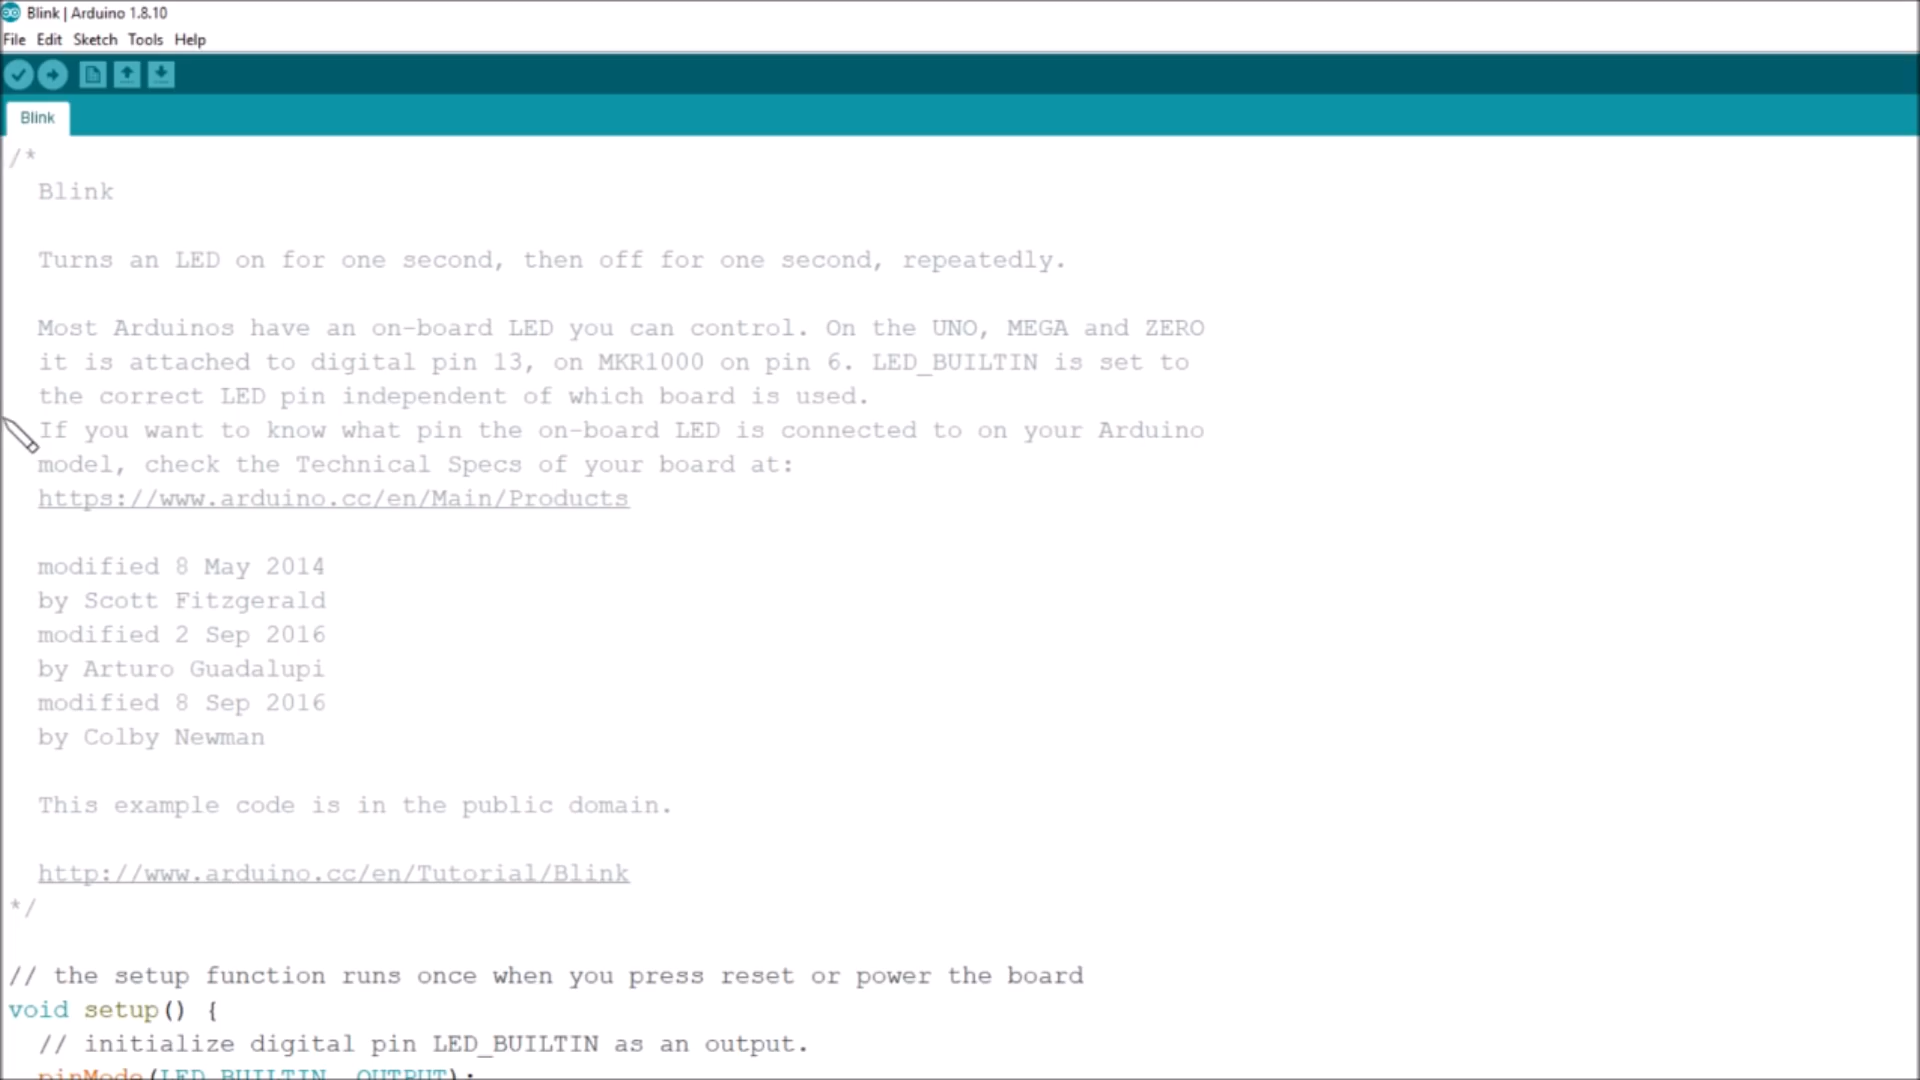 Blink | Arduino 1.8.10
File Edit Sketch Tools Help
Blink
/*
Blink
Turns an LED on for one second, then off for one second, repeatedly.
Most Arduinos have an on-board LED you can control. On the UNO, MEGA and ZERO
it is attached to digital pin 13, on MKR1000 on pin 6. LED_BUILTIN is set to
the correct LED pin independent of which board is used.
If you want to know what pin the on-board LED is connected to on your Arduino
model, check the Technical Specs of your board at:
https://www.arduino.cc/en/Main/Products
modified 8 May 2014
by Scott Fitzgerald
modified 2 Sep 2016
by Arturo Guadalupi
modified 8 Sep 2016
by Colby Newman
This example code is in the public domain.
http://www.arduino.cc/en/Tutorial/Blink
*/
// the setup function runs once when you press reset or power the board
void setup() {
// initialize digital pin LED_BUILTIN as an output.
pinMode(LED_BUILTIN, OUTPUT);